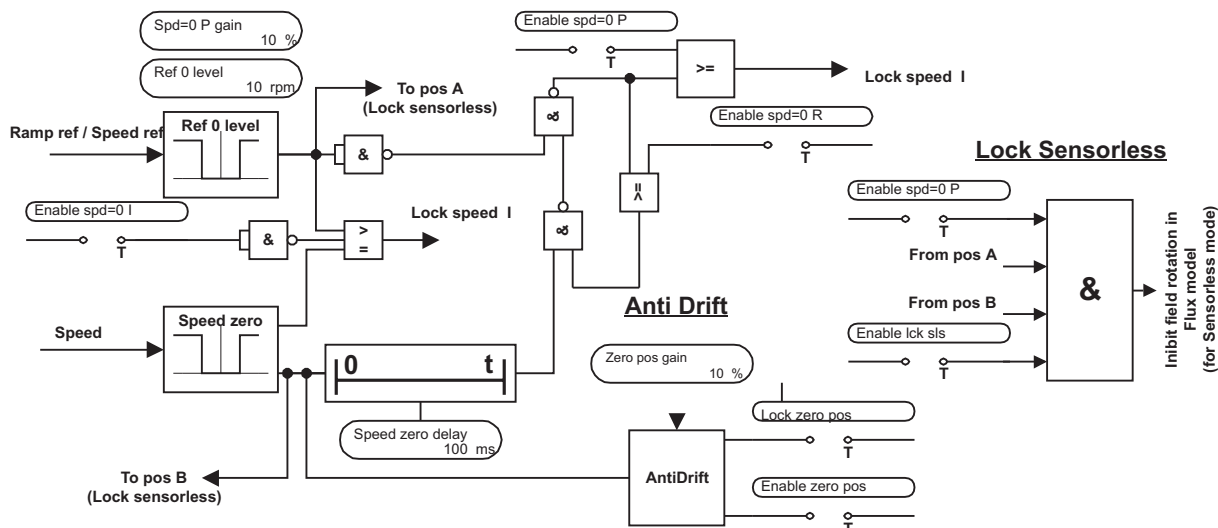 Spd=0 P gain
10 %
Ref 0 level
10 rpm
Enable spd=0 P
T
>=
Lock speed I
To pos A
(Lock sensorless)
Ramp ref / Speed ref
Ref 0 level
&
&
Enable spd=0 R
T
Lock Sensorless
Enable spd=0 P
T
Enable spd=0 I
T
&
>
=
Lock speed I
&
>=
From pos A
&
From pos B
Inibit field rotation in
Flux model
(for Sensorless mode)
Enable lck sls
T
Anti Drift
Speed
Speed zero
0 t
Speed zero delay
100 ms
Zero pos gain
10 %
Lock zero pos
T
AntiDrift
Enable zero pos
T
To pos B
(Lock sensorless)